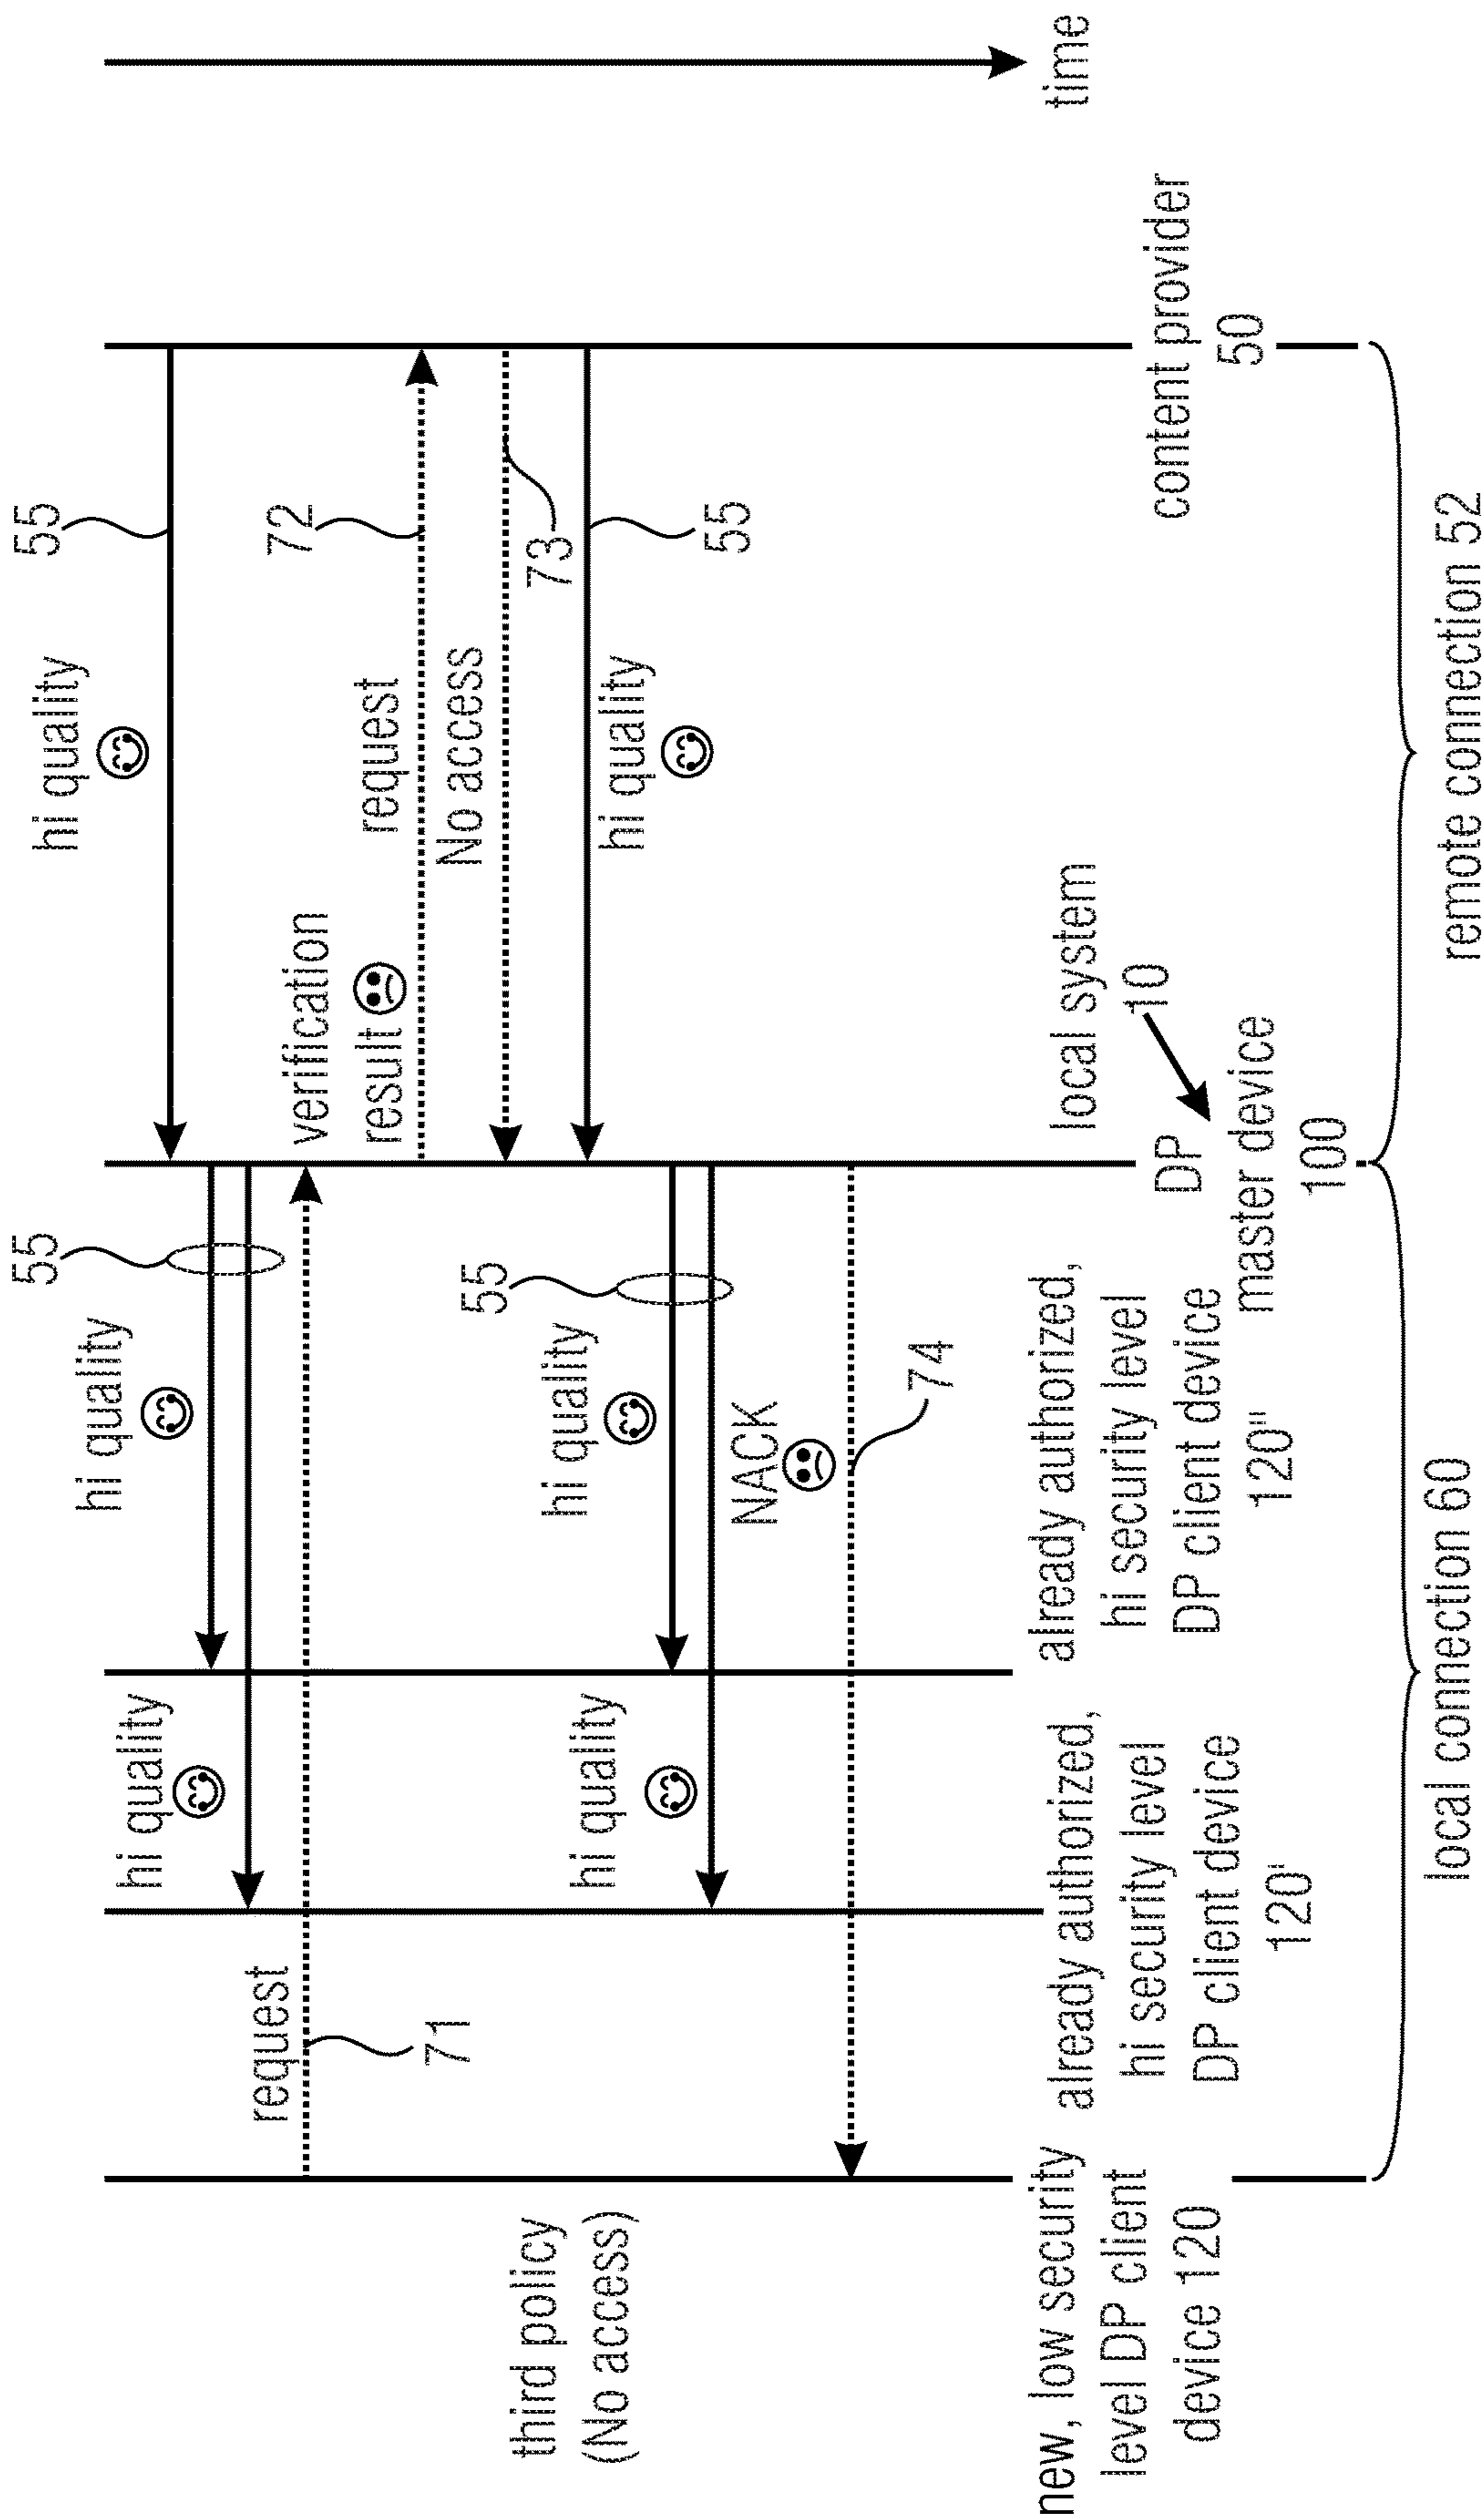 55
hi quality
55
hi quality
hi quality
request
71
verification
result
72
request
No access
73
hi quality
55
third policy
(No access)
55
hi quality
hi quality
NACK
74
new, low security
level DP client
device 120
already authorized,
hi security level
DP client device
120'
already authorized,
hi security level
DP client device
120"
local system
10
DP
master device
100
content provider
50
time
local connection 60
remote connection 52